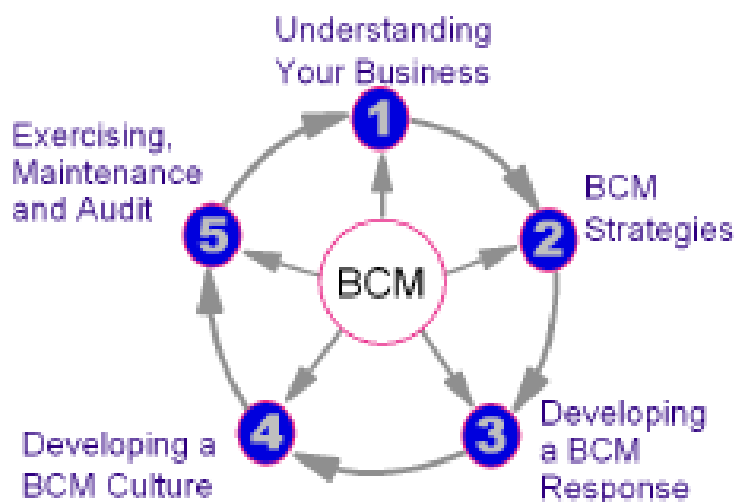 Understanding
Your Business
1
BCM
Strategies
2
Developing
a BCM
Response
3
Developing a
BCM Culture
4
Exercising,
Maintenance
and Audit
5
BCM